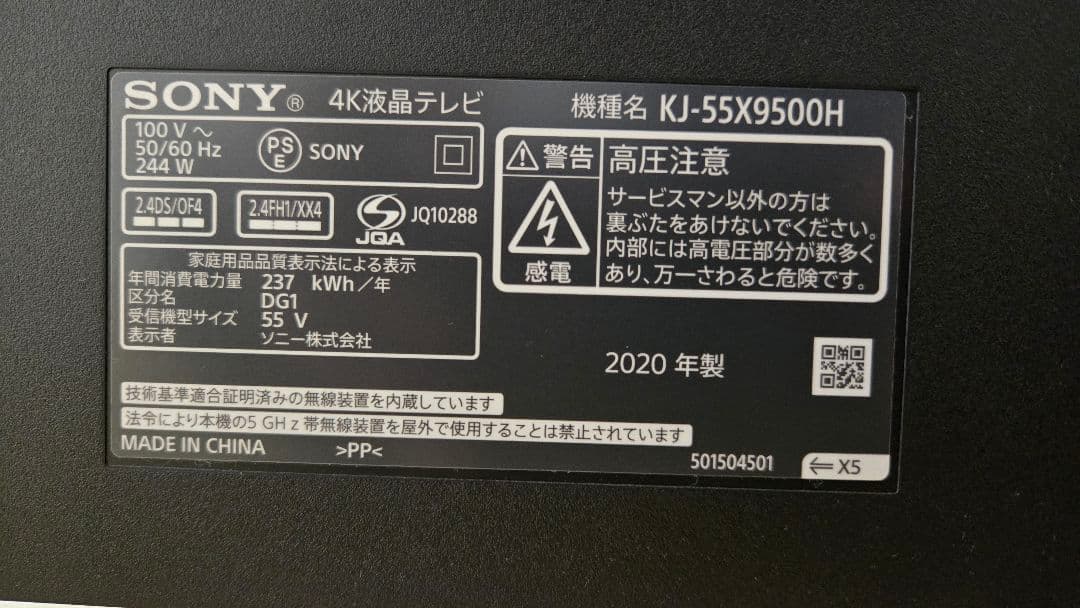 SONY® 4K液晶テレビ 機種名 KJ-55X9500H
100 V ～
50/60 Hz
244 W
PSE SONY
2.4DS/OF4
2.4FH1/XX4
JQA JQ10288
警告 高圧注意
感電
サービスマン以外の方は
裏ぶたをあけないでください。
内部には高電圧部分が数多く
あり、万一さわると危険です。
家庭用品品質表示法による表示
年間消費電力量 237 kWh／年
区分名 DG1
受信機型サイズ 55 V
表示者 ソニー株式会社
2020 年製
技術基準適合証明済みの無線装置を内蔵しています
法令により本機の5 GHz帯無線装置を屋外で使用することは禁止されています
MADE IN CHINA >PP<
501504501 ⇐ X5